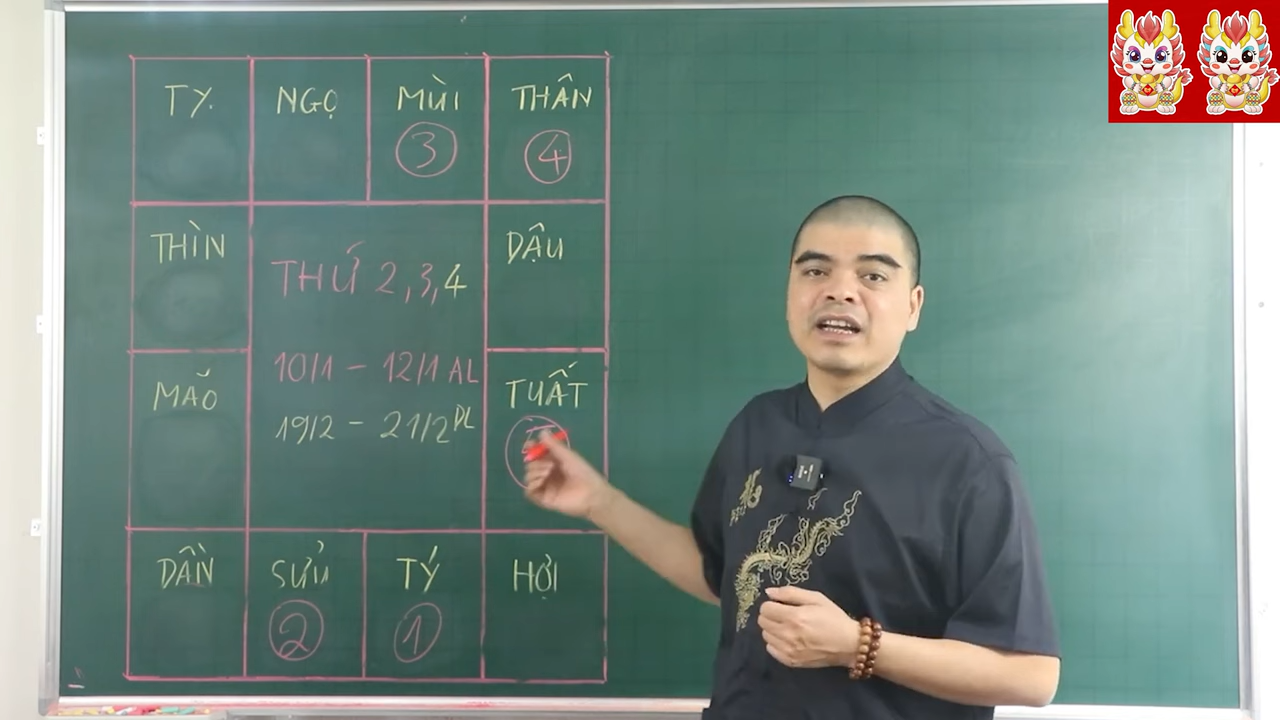 TỴ
NGỌ
MÙI
THÂN
3
4
THÌN
DẬU
THỨ 2,3,4
10/1 - 12/1 AL
19/2 - 21/2 DL
MÃO
TUẤT
DẦN
SỬU
TÝ
HỢI
2
1